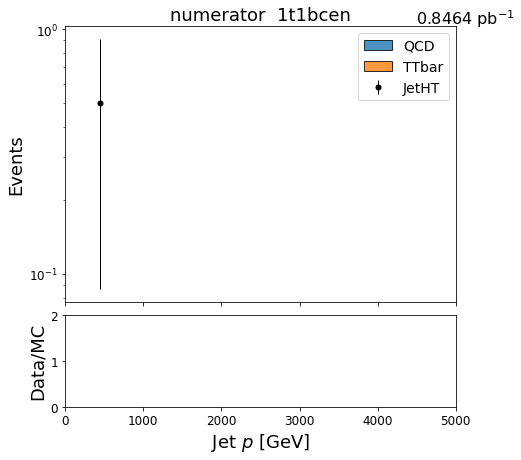 numerator 1t1bcen
0.8464 pb⁻¹
QCD
TTbar
JetHT
Events
10⁰
10⁻¹
Data/MC
2
1
0
0 1000 2000 3000 4000 5000
Jet p [GeV]